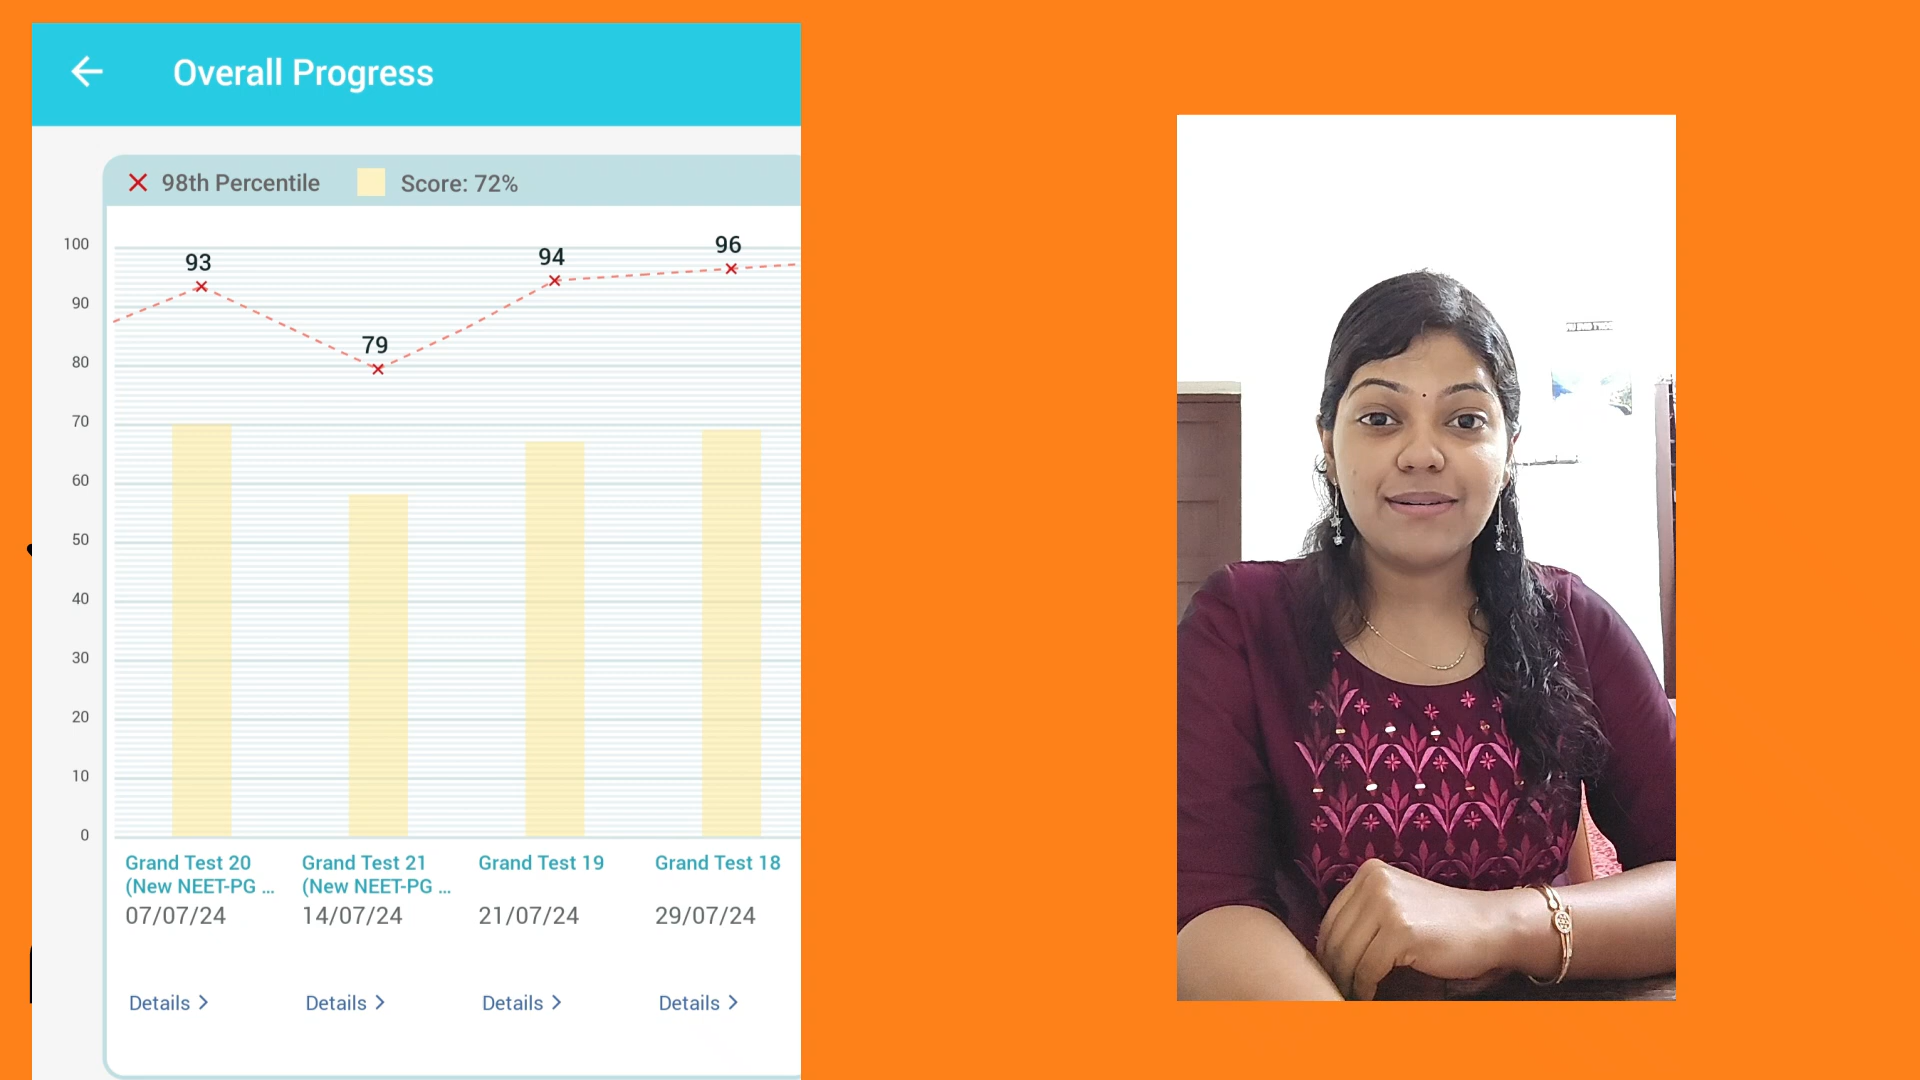 Overall Progress
98th Percentile
Score: 72%
100
90
80
70
60
50
40
30
20
10
0
93
79
94
96
Grand Test 20
(New NEET-PG ...
07/07/24
Details
Grand Test 21
(New NEET-PG ...
14/07/24
Details
Grand Test 19
21/07/24
Details
Grand Test 18
29/07/24
Details